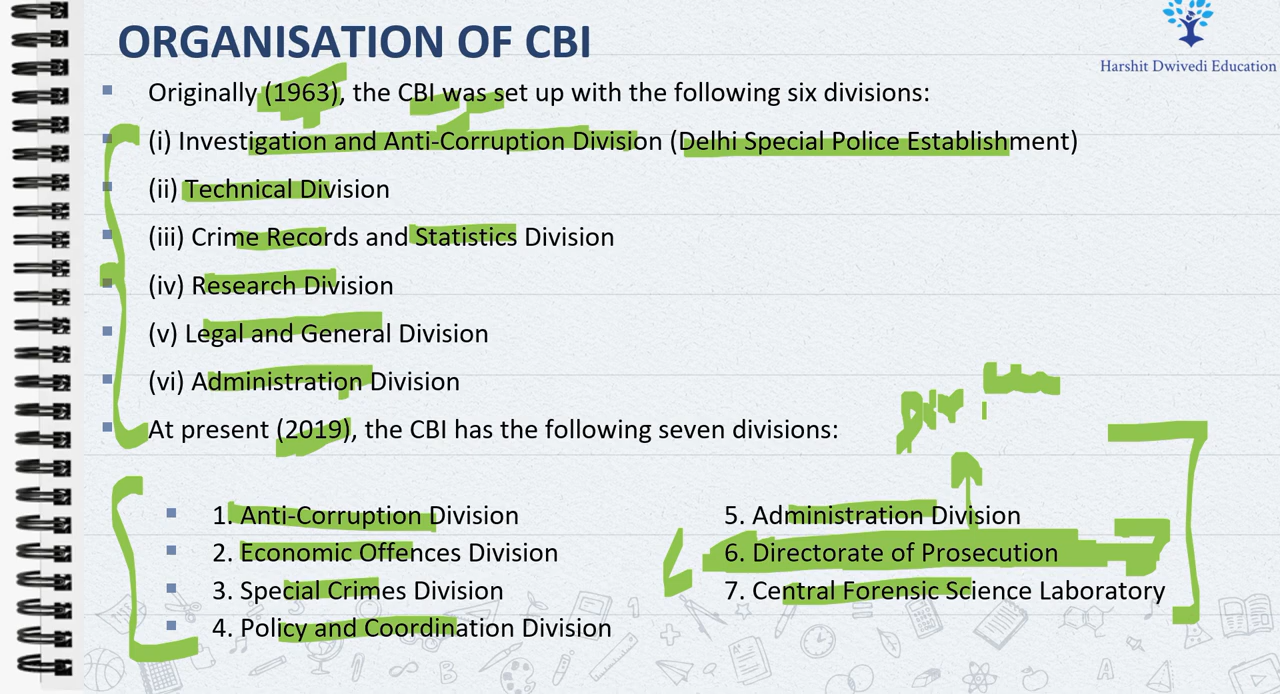 ORGANISATION OF CBI
Harshit Dwivedi Education
Originally (1963), the CBI was set up with the following six divisions:
(i) Investigation and Anti-Corruption Division (Delhi Special Police Establishment)
(ii) Technical Division
(iii) Crime Records and Statistics Division
(iv) Research Division
(v) Legal and General Division
(vi) Administration Division
At present (2019), the CBI has the following seven divisions:
1. Anti-Corruption Division
2. Economic Offences Division
3. Special Crimes Division
4. Policy and Coordination Division
5. Administration Division
6. Directorate of Prosecution
7. Central Forensic Science Laboratory